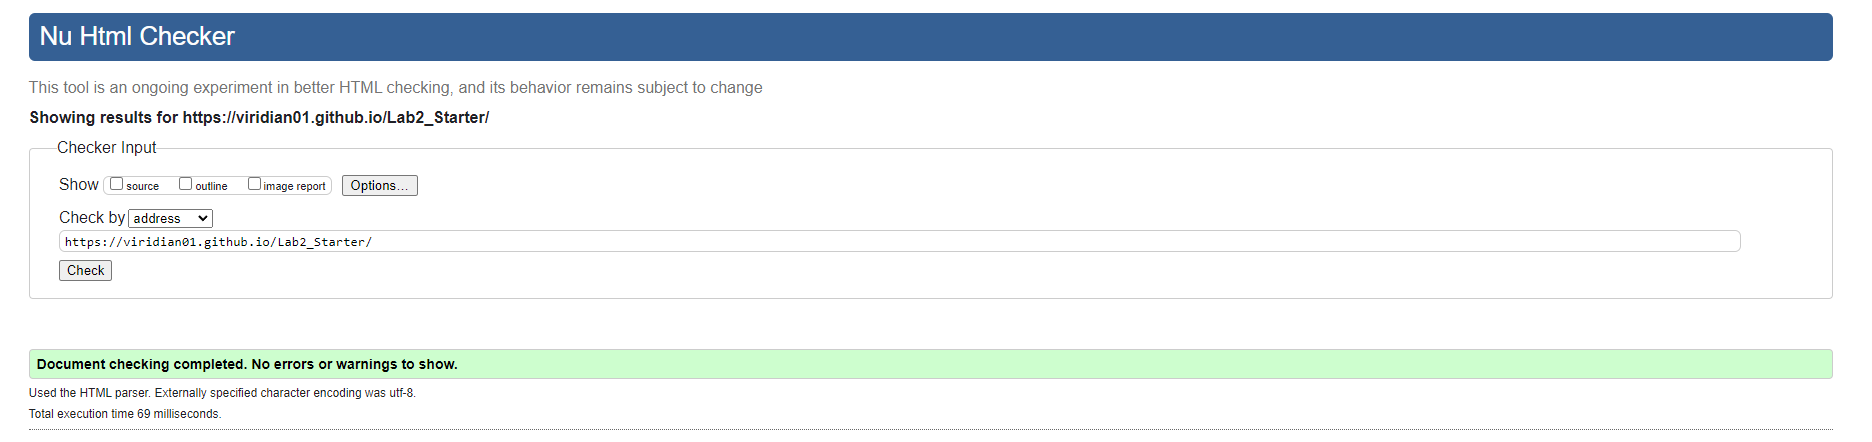 Nu Html Checker
This tool is an ongoing experiment in better HTML checking, and its behavior remains subject to change
Showing results for https://viridian01.github.io/Lab2_Starter/
Checker Input
Show source outline image report Options...
Check by address
https://viridian01.github.io/Lab2_Starter/
Check
Document checking completed. No errors or warnings to show.
Used the HTML parser. Externally specified character encoding was utf-8.
Total execution time 69 milliseconds.